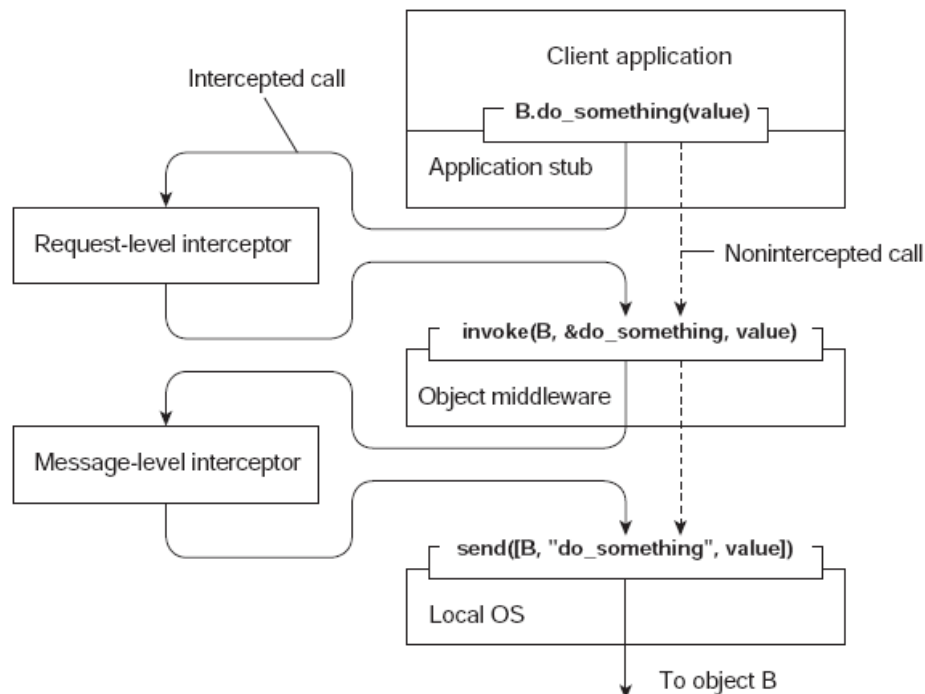 Client application
Intercepted call
B.do_something(value)
Application stub
Request-level interceptor
Nonintercepted call
invoke(B, &do_something, value)
Object middleware
Message-level interceptor
send([B, "do_something", value])
Local OS
To object B